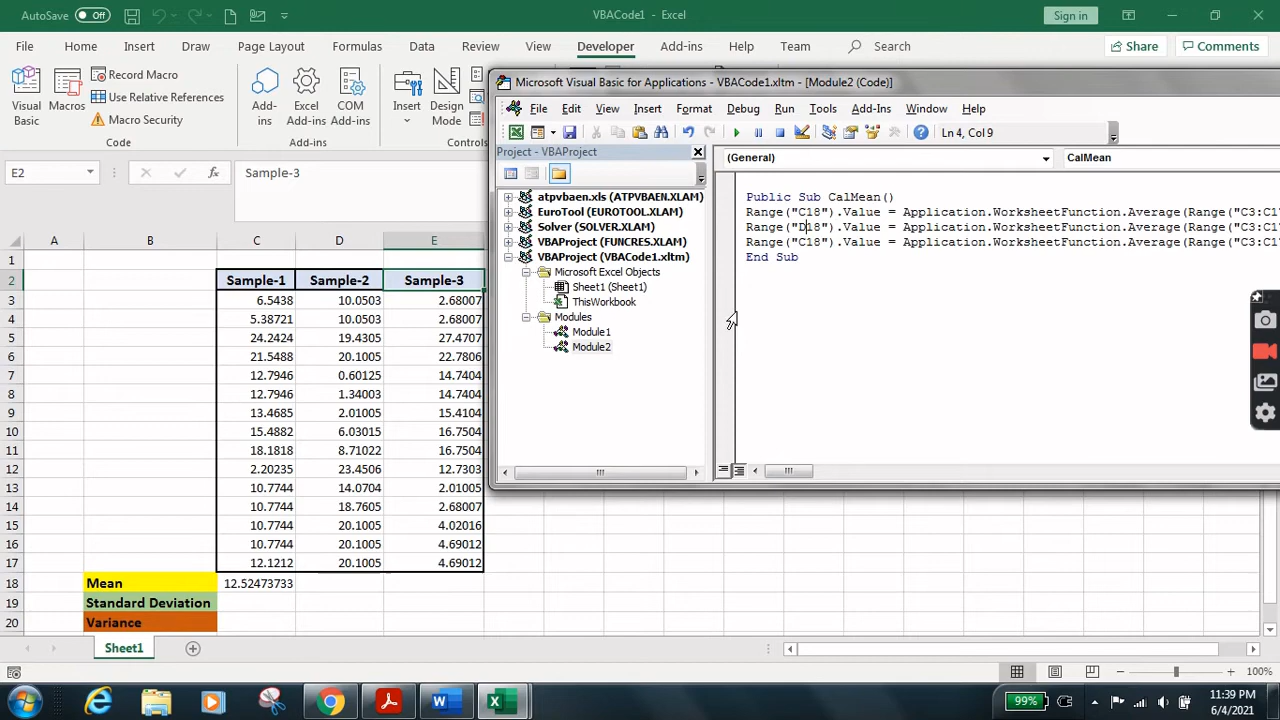 AutoSave Off
VBACode1 - Excel
Sign in
File Home Insert Draw Page Layout Formulas Data Review View Developer Add-ins Help Team Search Share Comments
Visual Basic
Macros
Record Macro
Use Relative References
Macro Security
Code
Add-ins
Excel Add-ins
COM Add-ins
Add-ins
Insert
Design Mode
Controls
E2
fx
Sample-3
Microsoft Visual Basic for Applications - VBACode1.xltm - [Module2 (Code)]
File Edit View Insert Format Debug Run Tools Add-Ins Window Help
Ln 4, Col 9
Project - VBAProject
atpvbaen.xls (ATPVBAEN.XLAM)
EuroTool (EUROTOOL.XLAM)
Solver (SOLVER.XLAM)
VBAProject (FUNCRES.XLAM)
VBAProject (VBACode1.xltm)
Microsoft Excel Objects
Sheet1 (Sheet1)
ThisWorkbook
Modules
Module1
Module2
(General)
CalMean
Public Sub CalMean()
Range("C18").Value = Application.WorksheetFunction.Average(Range("C3:C17
Range("D18").Value = Application.WorksheetFunction.Average(Range("C3:C1
Range("C18").Value = Application.WorksheetFunction.Average(Range("C3:C17
End Sub
A B C D E
1
2 Sample-1 Sample-2 Sample-3
3 6.5438 10.0503 2.68007
4 5.38721 10.0503 2.68007
5 24.2424 19.4305 27.4707
6 21.5488 20.1005 22.7806
7 12.7946 0.60125 14.7404
8 12.7946 1.34003 14.7404
9 13.4685 2.01005 15.4104
10 15.4882 6.03015 16.7504
11 18.1818 8.71022 16.7504
12 2.20235 23.4506 12.7303
13 10.7744 14.0704 2.01005
14 10.7744 18.7605 2.68007
15 10.7744 20.1005 4.02016
16 10.7744 20.1005 4.69012
17 12.1212 20.1005 4.69012
18 Mean 12.52473733
19 Standard Deviation
20 Variance
Sheet1
100%
99%
11:39 PM
6/4/2021